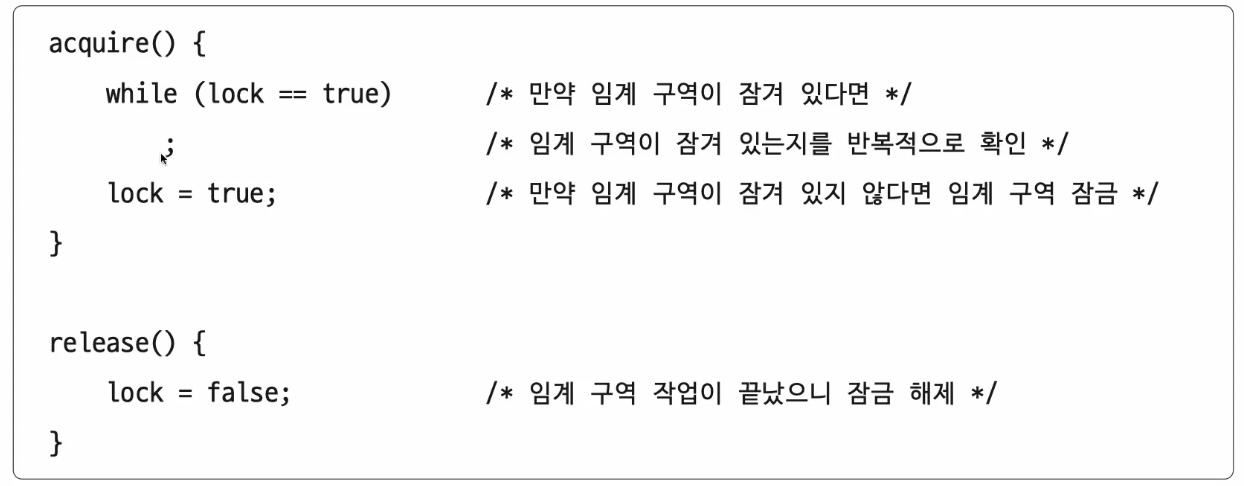 acquire() {
while (lock == true) /* 만약 임계 구역이 잠겨 있다면 */
; /* 임계 구역이 잠겨 있는지를 반복적으로 확인 */
lock = true; /* 만약 임계 구역이 잠겨 있지 않다면 임계 구역 잠금 */
}
release() {
lock = false; /* 임계 구역 작업이 끝났으니 잠금 해제 */
}